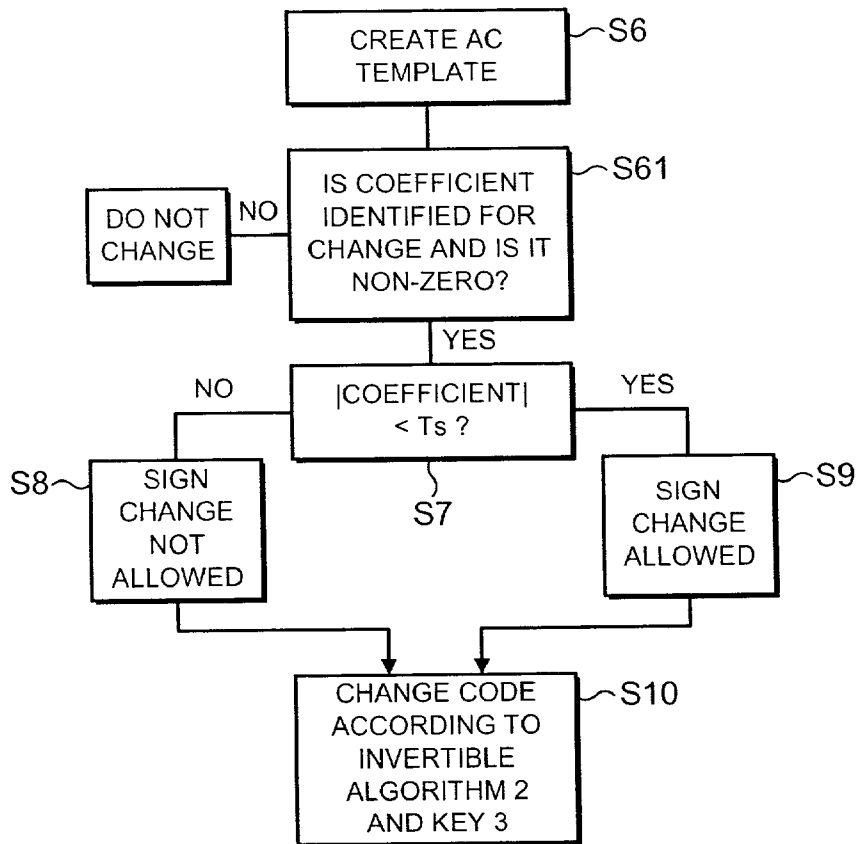 CREATE AC
TEMPLATE
S6
IS COEFFICIENT
IDENTIFIED FOR
CHANGE AND IS IT
NON-ZERO?
S61
NO
DO NOT
CHANGE
YES
|COEFFICIENT|
< Ts ?
S7
NO
YES
S8
SIGN
CHANGE
NOT
ALLOWED
SIGN
CHANGE
ALLOWED
S9
CHANGE CODE
ACCORDING TO
INVERTIBLE
ALGORITHM 2
AND KEY 3
S10